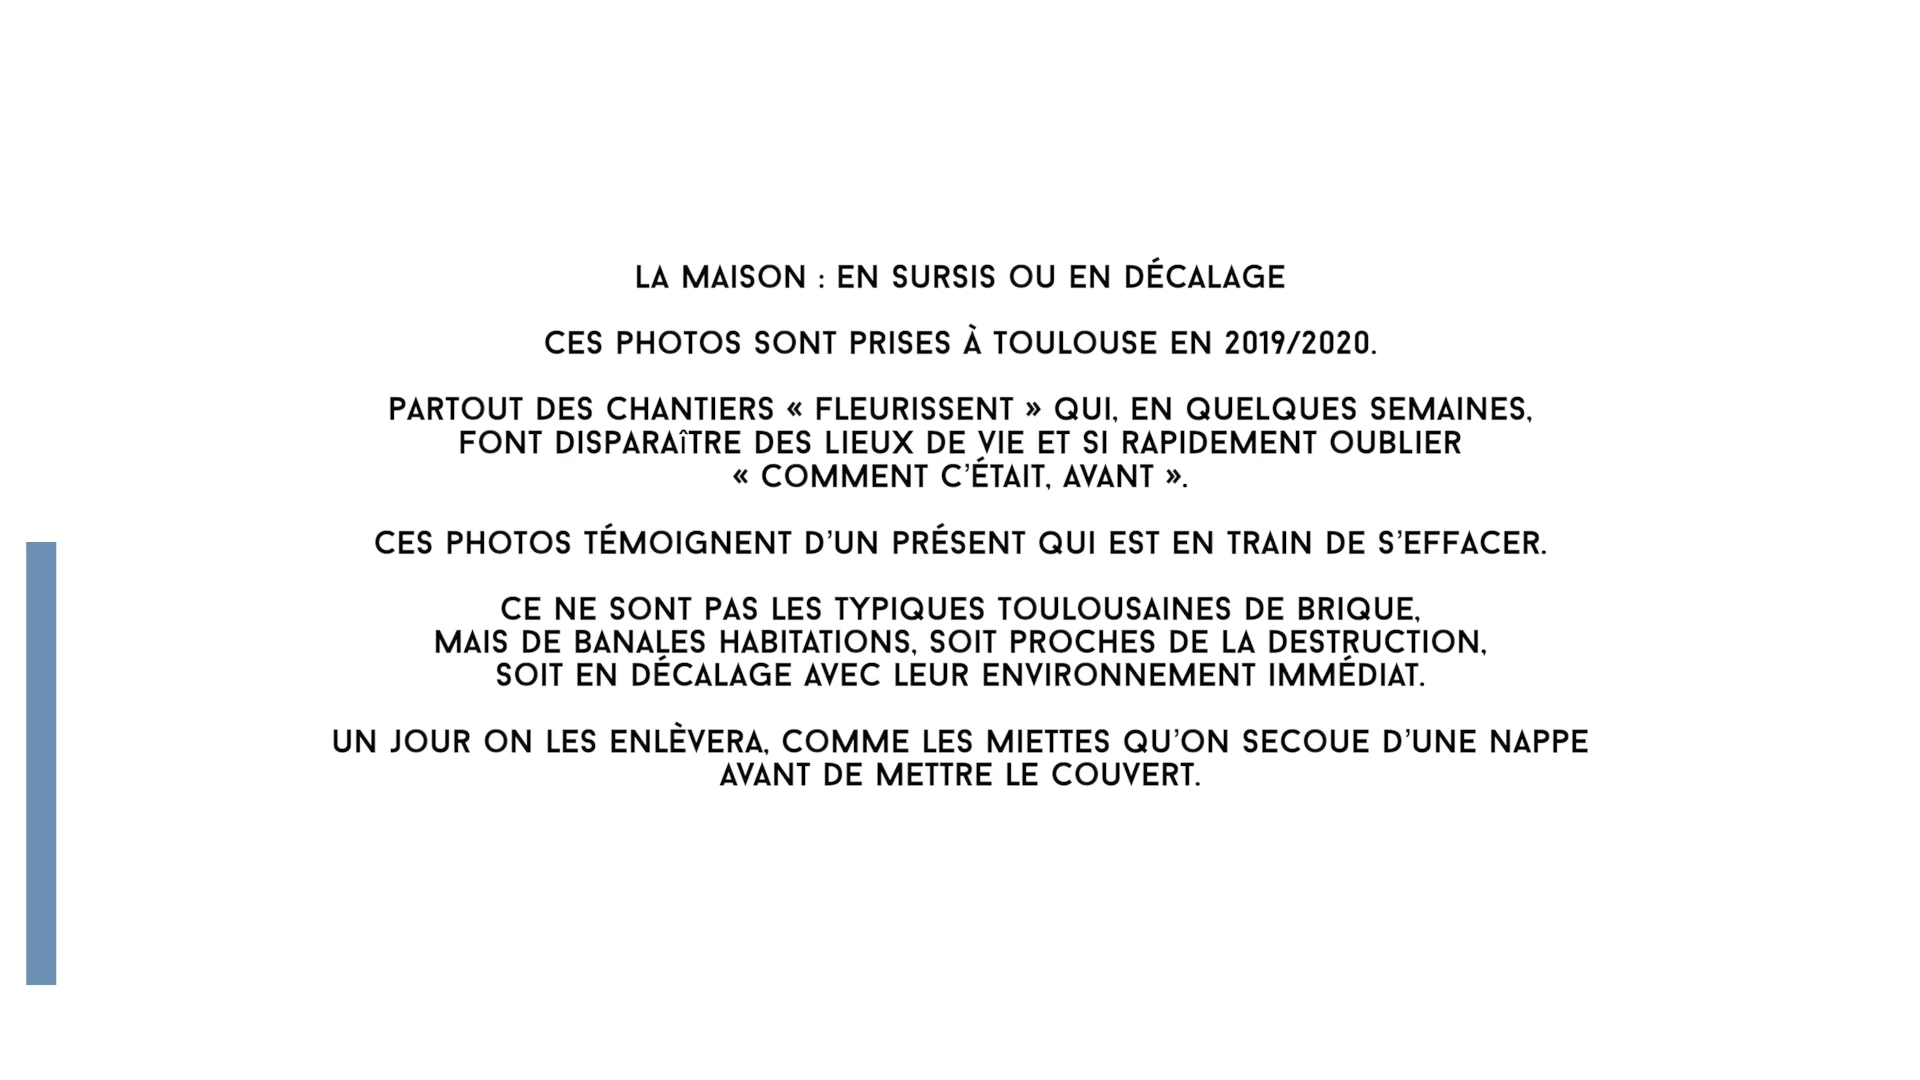 LA MAISON : EN SURSIS OU EN DÉCALAGE
CES PHOTOS SONT PRISES À TOULOUSE EN 2019/2020.
PARTOUT DES CHANTIERS « FLEURISSENT » QUI, EN QUELQUES SEMAINES,
FONT DISPARAîTRE DES LIEUX DE VIE ET SI RAPIDEMENT OUBLIER
« COMMENT C’ÉTAIT, AVANT ».
CES PHOTOS TÉMOIGNENT D’UN PRÉSENT QUI EST EN TRAIN DE S’EFFACER.
CE NE SONT PAS LES TYPIQUES TOULOUSAINES DE BRIQUE,
MAIS DE BANALES HABITATIONS, SOIT PROCHES DE LA DESTRUCTION,
SOIT EN DÉCALAGE AVEC LEUR ENVIRONNEMENT IMMÉDIAT.
UN JOUR ON LES ENLÈVERA, COMME LES MIETTES QU’ON SECOUE D’UNE NAPPE
AVANT DE METTRE LE COUVERT.